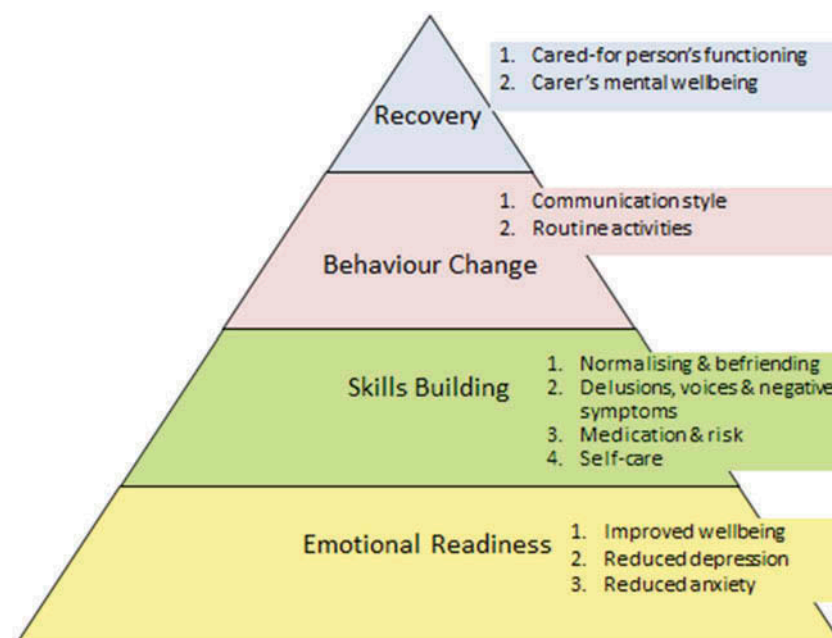 1. Cared-for person's functioning
2. Carer's mental wellbeing
Recovery
1. Communication style
2. Routine activities
Behaviour Change
1. Normalising & befriending
2. Delusions, voices & negative
symptoms
3. Medication & risk
4. Self-care
Skills Building
1. Improved wellbeing
2. Reduced depression
3. Reduced anxiety
Emotional Readiness